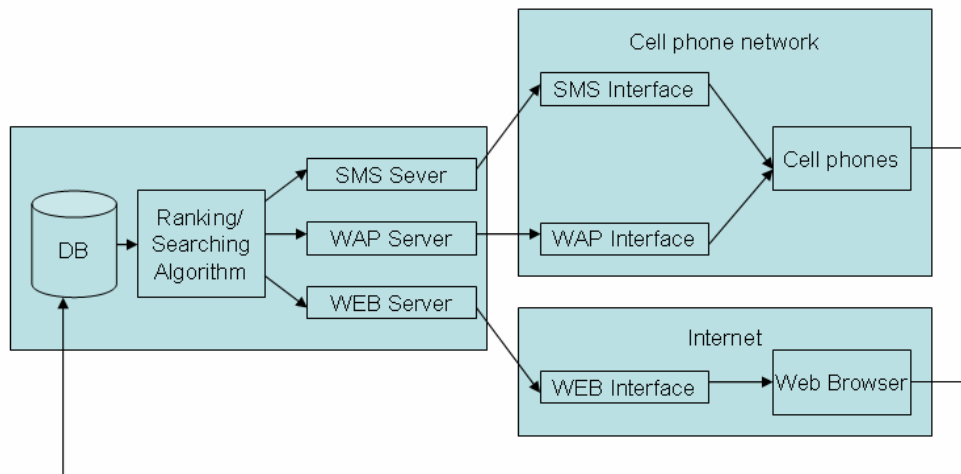 Cell phone network
SMS Interface
Cell phones
WAP Interface
DB
Ranking/
Searching
Algorithm
SMS Sever
WAP Server
WEB Server
Internet
WEB Interface
Web Browser